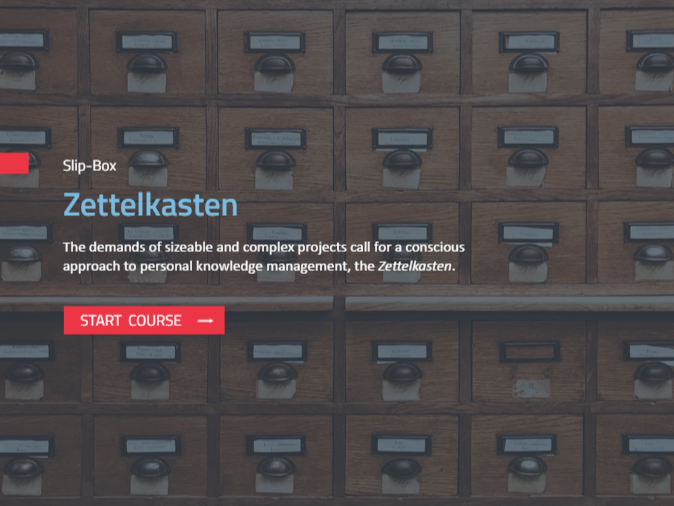 Slip-Box
Zettelkasten
The demands of sizeable and complex projects call for a conscious
approach to personal knowledge management, the Zettelkasten.
START COURSE →